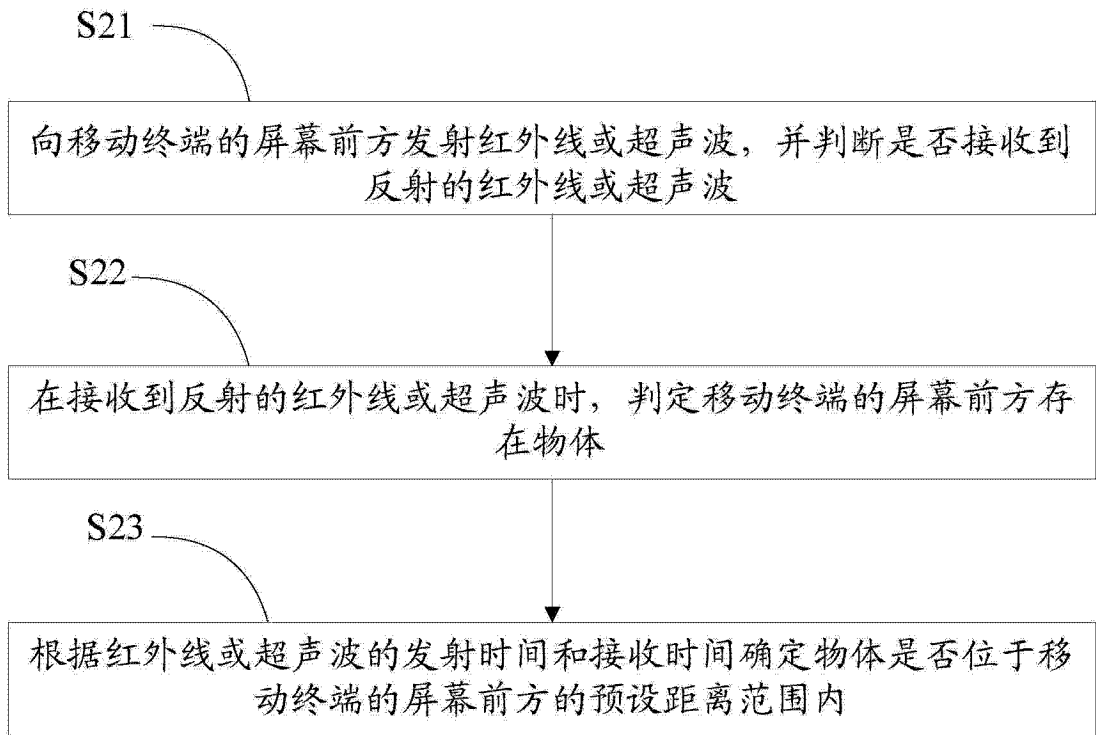 S21
向移动终端的屏幕前方发射红外线或超声波，并判断是否接收到
反射的红外线或超声波
S22
在接收到反射的红外线或超声波时，判定移动终端的屏幕前方存
在物体
S23
根据红外线或超声波的发射时间和接收时间确定物体是否位于移
动终端的屏幕前方的预设距离范围内